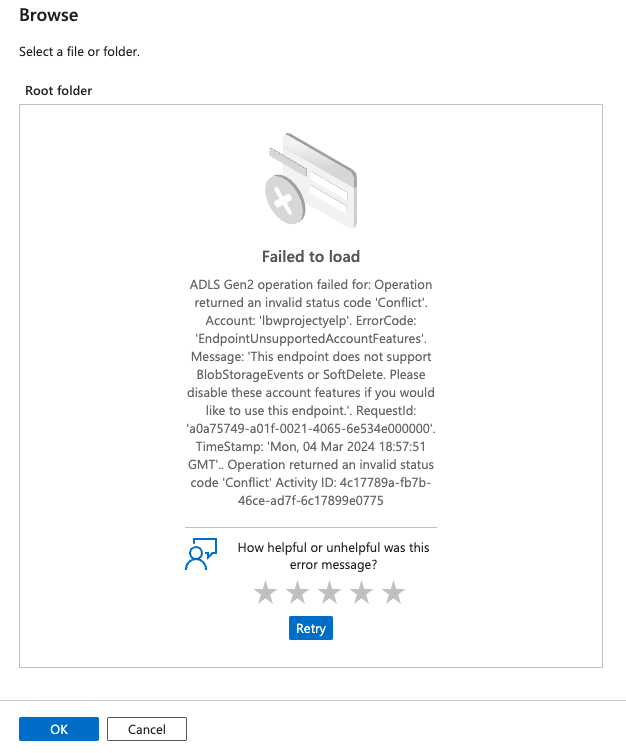 Browse
Select a file or folder.
Root folder
Failed to load
ADLS Gen2 operation failed for: Operation
returned an invalid status code 'Conflict'.
Account: 'lbwprojectyelp'. ErrorCode:
'EndpointUnsupportedAccountFeatures'.
Message: 'This endpoint does not support
BlobStorageEvents or SoftDelete. Please
disable these account features if you would
like to use this endpoint.'. RequestId:
'a0a75749-a01f-0021-4065-6e534e000000'.
TimeStamp: 'Mon, 04 Mar 2024 18:57:51
GMT'.. Operation returned an invalid status
code 'Conflict' Activity ID: 4c17789a-fb7b-
46ce-ad7f-6c17899e0775
How helpful or unhelpful was this
error message?
Retry
OK
Cancel